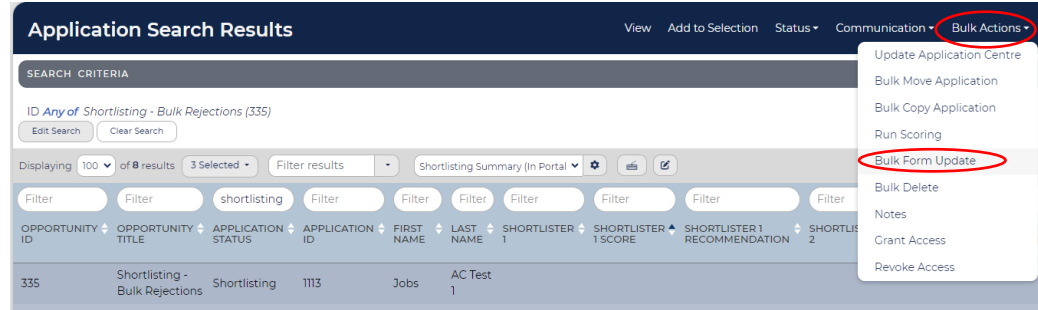 Application Search Results
View Add to Selection Status Communication Bulk Actions
SEARCH CRITERIA
ID Any of Shortlisting - Bulk Rejections (335)
Edit Search Clear Search
Displaying 100 of 8 results 3 Selected Filter results Shortlisting Summary (In Portal
Filter Filter shortlisting Filter Filter Filter Filter Filter Filter Filter
OPPORTUNITY ID OPPORTUNITY TITLE APPLICATION STATUS APPLICATION ID FIRST NAME LAST NAME SHORTLISTER 1 SHORTLISTER 1 SCORE SHORTLISTER 1 RECOMMENDATION SHORTLIS 2
335 Shortlisting - Bulk Rejections Shortlisting 1113 Jobs AC Test 1
Update Application Centre
Bulk Move Application
Bulk Copy Application
Run Scoring
Bulk Form Update
Bulk Delete
Notes
Grant Access
Revoke Access